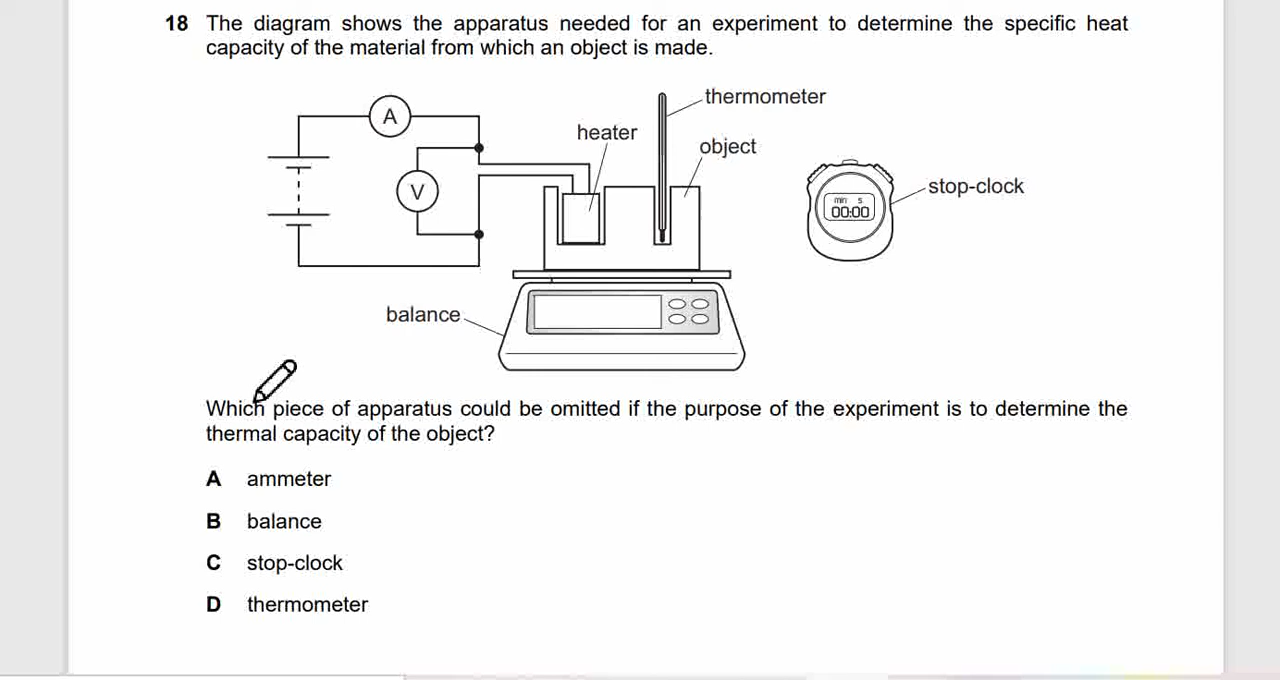 18 The diagram shows the apparatus needed for an experiment to determine the specific heat
capacity of the material from which an object is made.
thermometer
A
heater
object
V
stop-clock
min s
00:00
balance
Which piece of apparatus could be omitted if the purpose of the experiment is to determine the
thermal capacity of the object?
A ammeter
B balance
C stop-clock
D thermometer